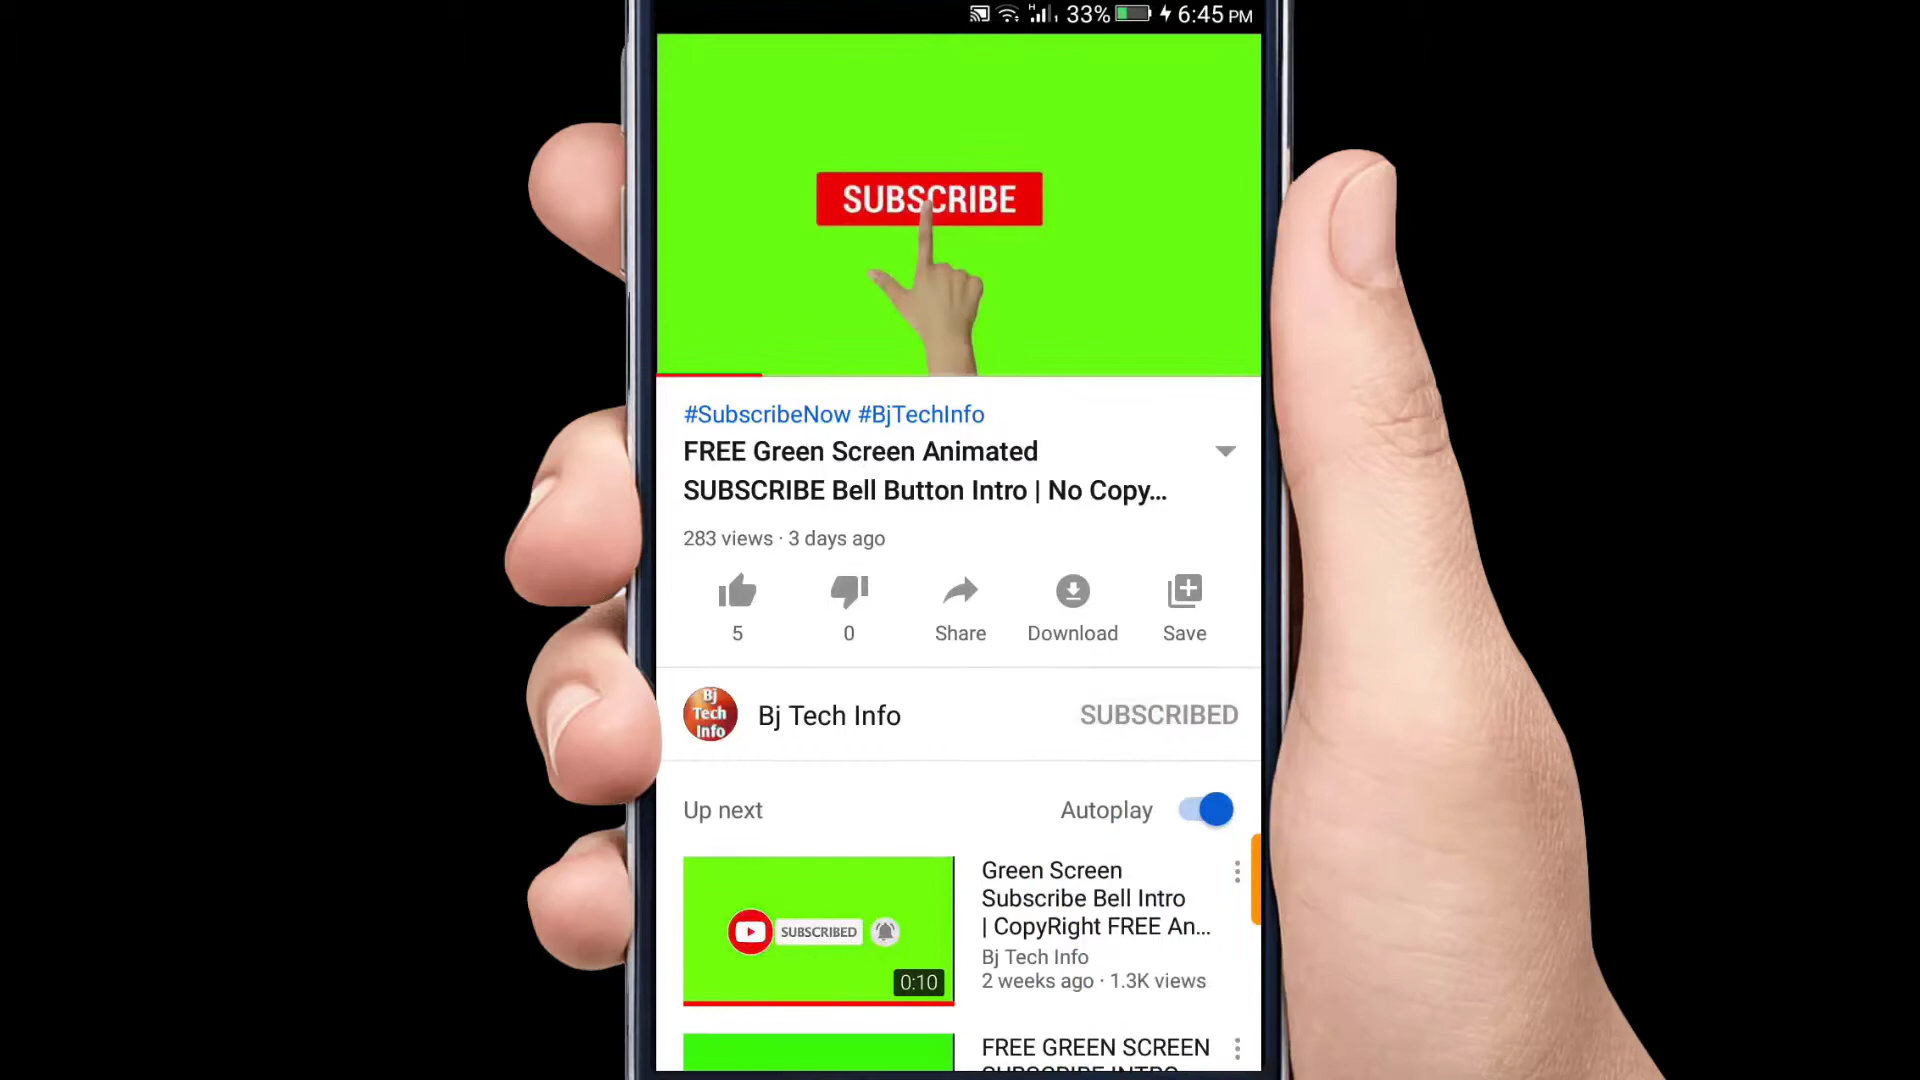 H 33% 6:45 PM
SUBSCRIBE
#SubscribeNow #BjTechInfo
FREE Green Screen Animated
SUBSCRIBE Bell Button Intro | No Copy...
283 views · 3 days ago
5 0 Share Download Save
Bj
Tech
Info
Bj Tech Info SUBSCRIBED
Up next Autoplay
SUBSCRIBED
0:10
Green Screen
Subscribe Bell Intro
| CopyRight FREE An...
Bj Tech Info
2 weeks ago · 1.3K views
FREE GREEN SCREEN
SUBSCRIBE INTRO